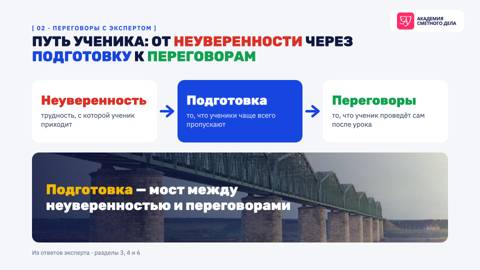 [ 02 · ПЕРЕГОВОРЫ С ЭКСПЕРТОМ ]
АКАДЕМИЯ
СМЕТНОГО ДЕЛА
ПУТЬ УЧЕНИКА: ОТ НЕУВЕРЕННОСТИ ЧЕРЕЗ
ПОДГОТОВКУ К ПЕРЕГОВОРАМ
Неуверенность
трудность, с которой ученик
приходит
Подготовка
то, что ученики чаще всего
пропускают
Переговоры
то, что ученик проведёт сам
после урока
Подготовка — мост между
неуверенностью и переговорами
Из ответов эксперта · разделы 3, 4 и 6